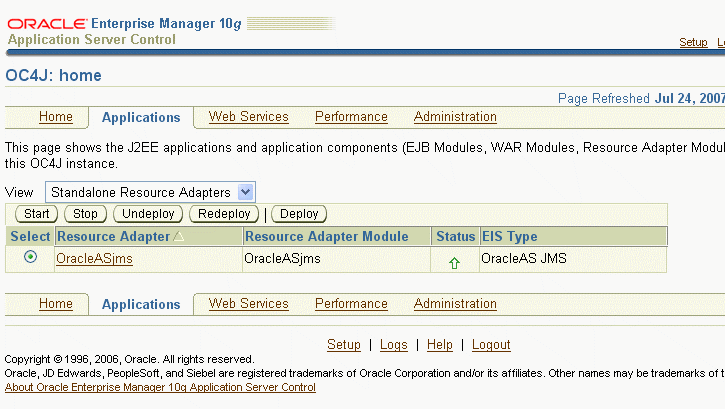 ORACLE Enterprise Manager 10g
Application Server Control
Setup
OC4J: home
Page Refreshed Jul 24, 2007
Home Applications Web Services Performance Administration
This page shows the J2EE applications and application components (EJB Modules, WAR Modules, Resource Adapter
this OC4J instance.
View Standalone Resource Adapters
Start Stop Undeploy Redeploy | Deploy
Select Resource Adapter Resource Adapter Module Status EIS Type
OracleASjms OracleASjms OracleAS JMS
Home Applications Web Services Performance Administration
Setup | Logs | Help | Logout
Copyright © 1996, 2006, Oracle. All rights reserved.
Oracle, JD Edwards, PeopleSoft, and Siebel are registered trademarks of Oracle Corporation and/or its affiliates. Other names may be trademarks of
About Oracle Enterprise Manager 10g Application Server Control